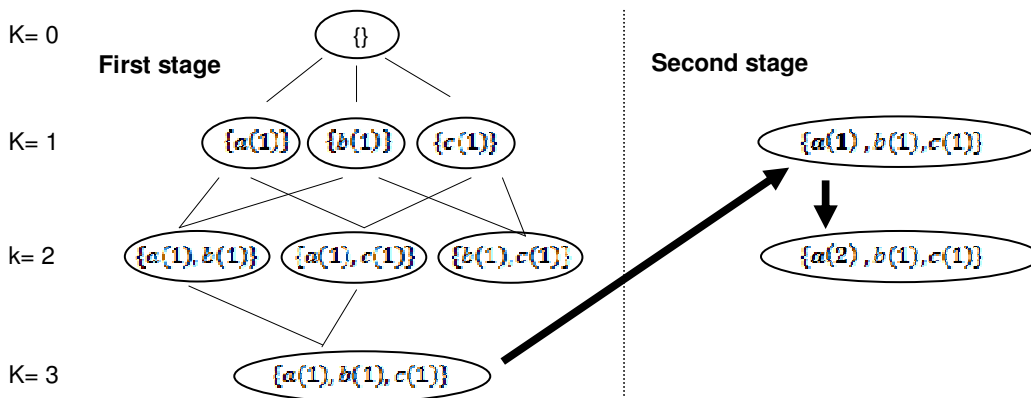 K= 0
{}
First stage
Second stage
K= 1
{a(1)}
{b(1)}
{c(1)}
{a(1) ,b(1),c(1)}
k= 2
{a(1),b(1)}
{a(1),c(1)}
{b(1),c(1)}
{a(2) ,b(1),c(1)}
K= 3
{a(1),b(1),c(1)}